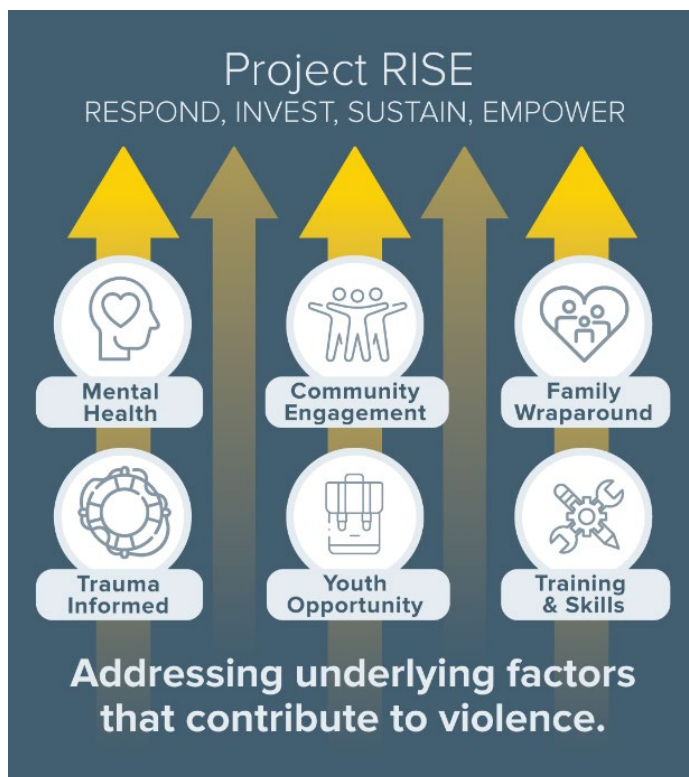 Project RISE
RESPOND, INVEST, SUSTAIN, EMPOWER
Mental
Health
Community
Engagement
Family
Wraparound
Trauma
Informed
Youth
Opportunity
Training
& Skills
Addressing underlying factors
that contribute to violence.